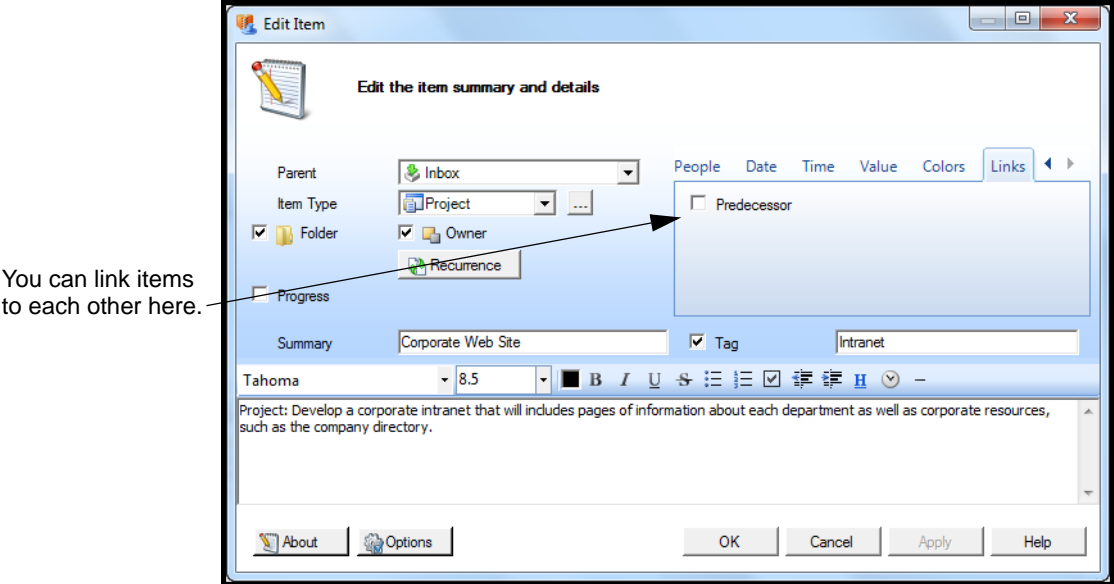 Edit Item
Edit the item summary and details
Parent
Inbox
People Date Time Value Colors Links
Item Type
Project
...
Predecessor
Folder
Owner
Recurrence
You can link items
to each other here.
Progress
Summary
Corporate Web Site
Tag
Intranet
Tahoma
8.5
B I U S H
Project: Develop a corporate intranet that will includes pages of information about each department as well as corporate resources,
such as the company directory.
About
Options
OK
Cancel
Apply
Help